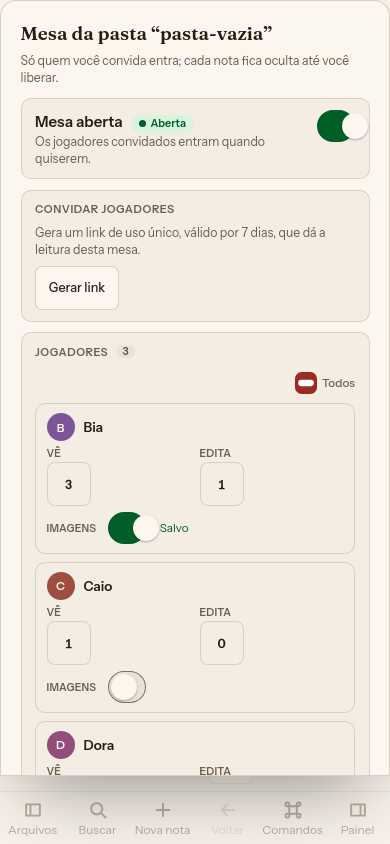 Mesa da pasta “pasta-vazia”
Só quem você convida entra; cada nota fica oculta até você
liberar.
Mesa aberta Aberta
Os jogadores convidados entram quando
quiserem.
CONVIDAR JOGADORES
Gera um link de uso único, válido por 7 dias, que dá a
leitura desta mesa.
Gerar link
JOGADORES 3
Todos
B Bia
VÊ EDITA
3 1
IMAGENS Salvo
C Caio
VÊ EDITA
1 0
IMAGENS
D Dora
VÊ EDITA
Arquivos Buscar Nova nota Voltar Comandos Painel